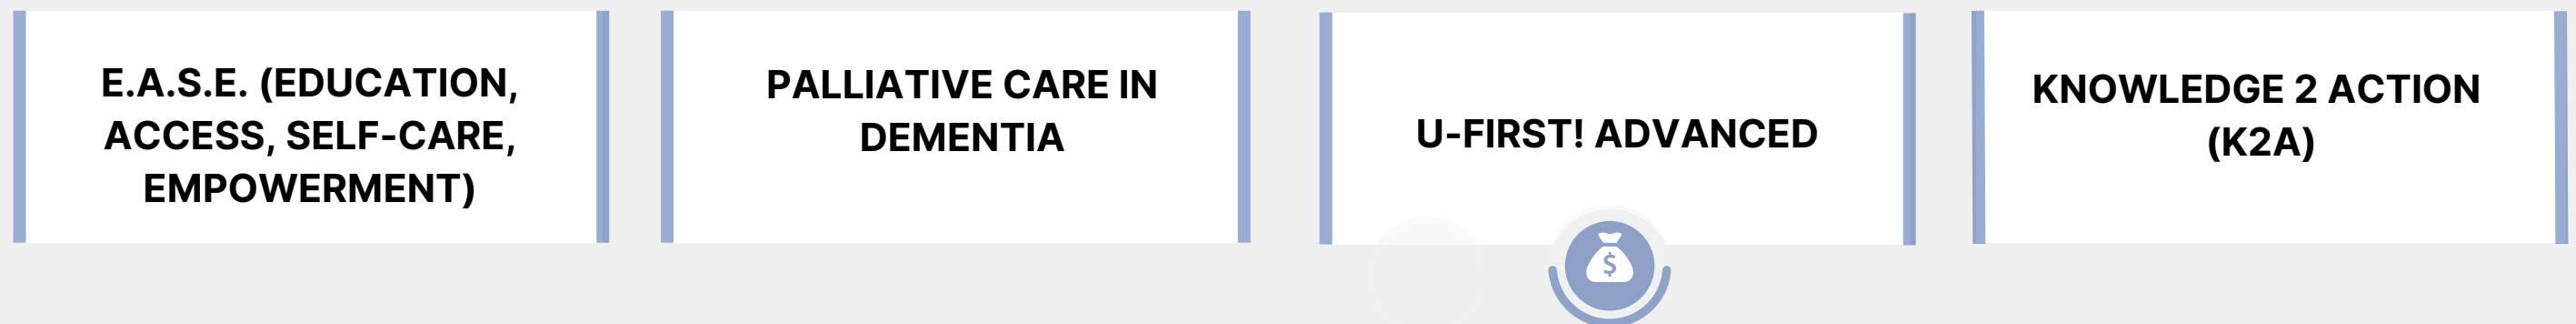 E.A.S.E. (EDUCATION,
ACCESS, SELF-CARE,
EMPOWERMENT)
PALLIATIVE CARE IN
DEMENTIA
U-FIRST! ADVANCED
$
KNOWLEDGE 2 ACTION
(K2A)